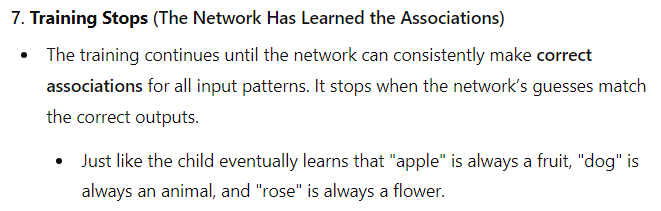 7. Training Stops (The Network Has Learned the Associations)
• The training continues until the network can consistently make correct
associations for all input patterns. It stops when the network’s guesses match
the correct outputs.
• Just like the child eventually learns that "apple" is always a fruit, "dog" is
always an animal, and "rose" is always a flower.